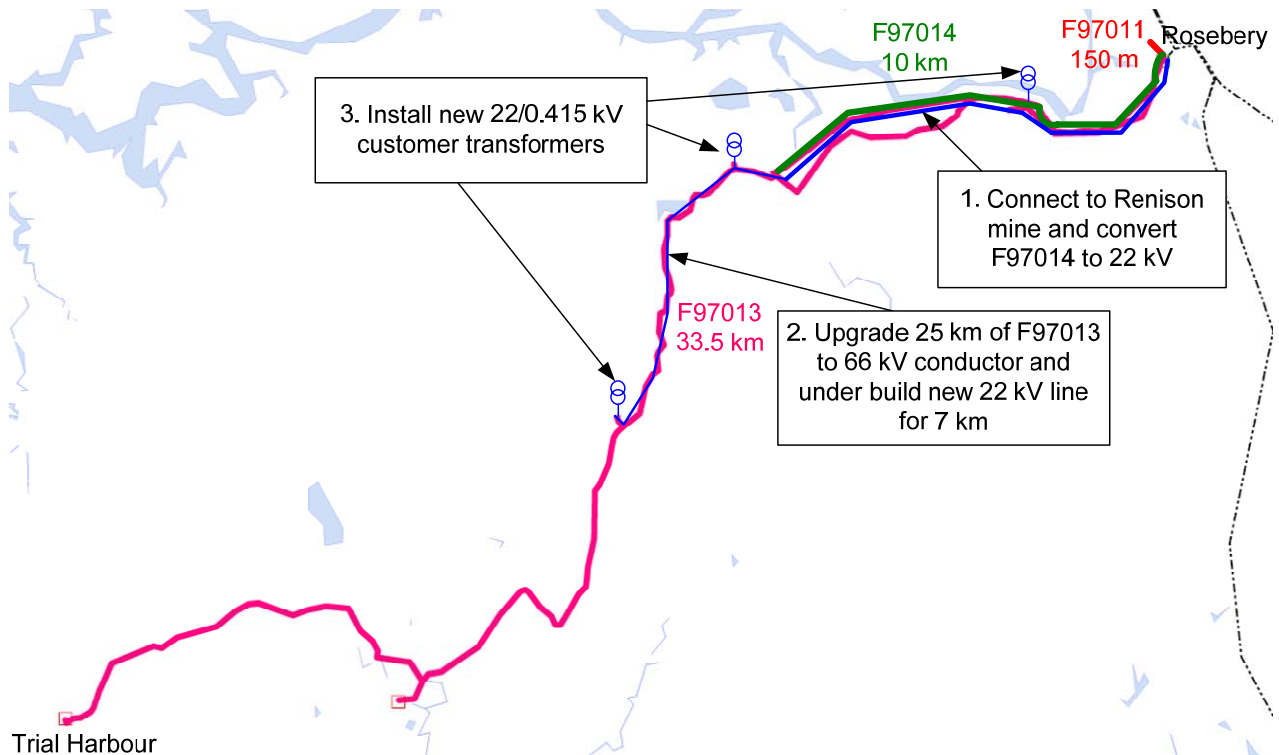 F97014
10 km
F97011
150 m
Rosebery
3. Install new 22/0.415 kV
customer transformers
1. Connect to Renison
mine and convert
F97014 to 22 kV
F97013
33.5 km
2. Upgrade 25 km of F97013
to 66 kV conductor and
under build new 22 kV line
for 7 km
Trial Harbour